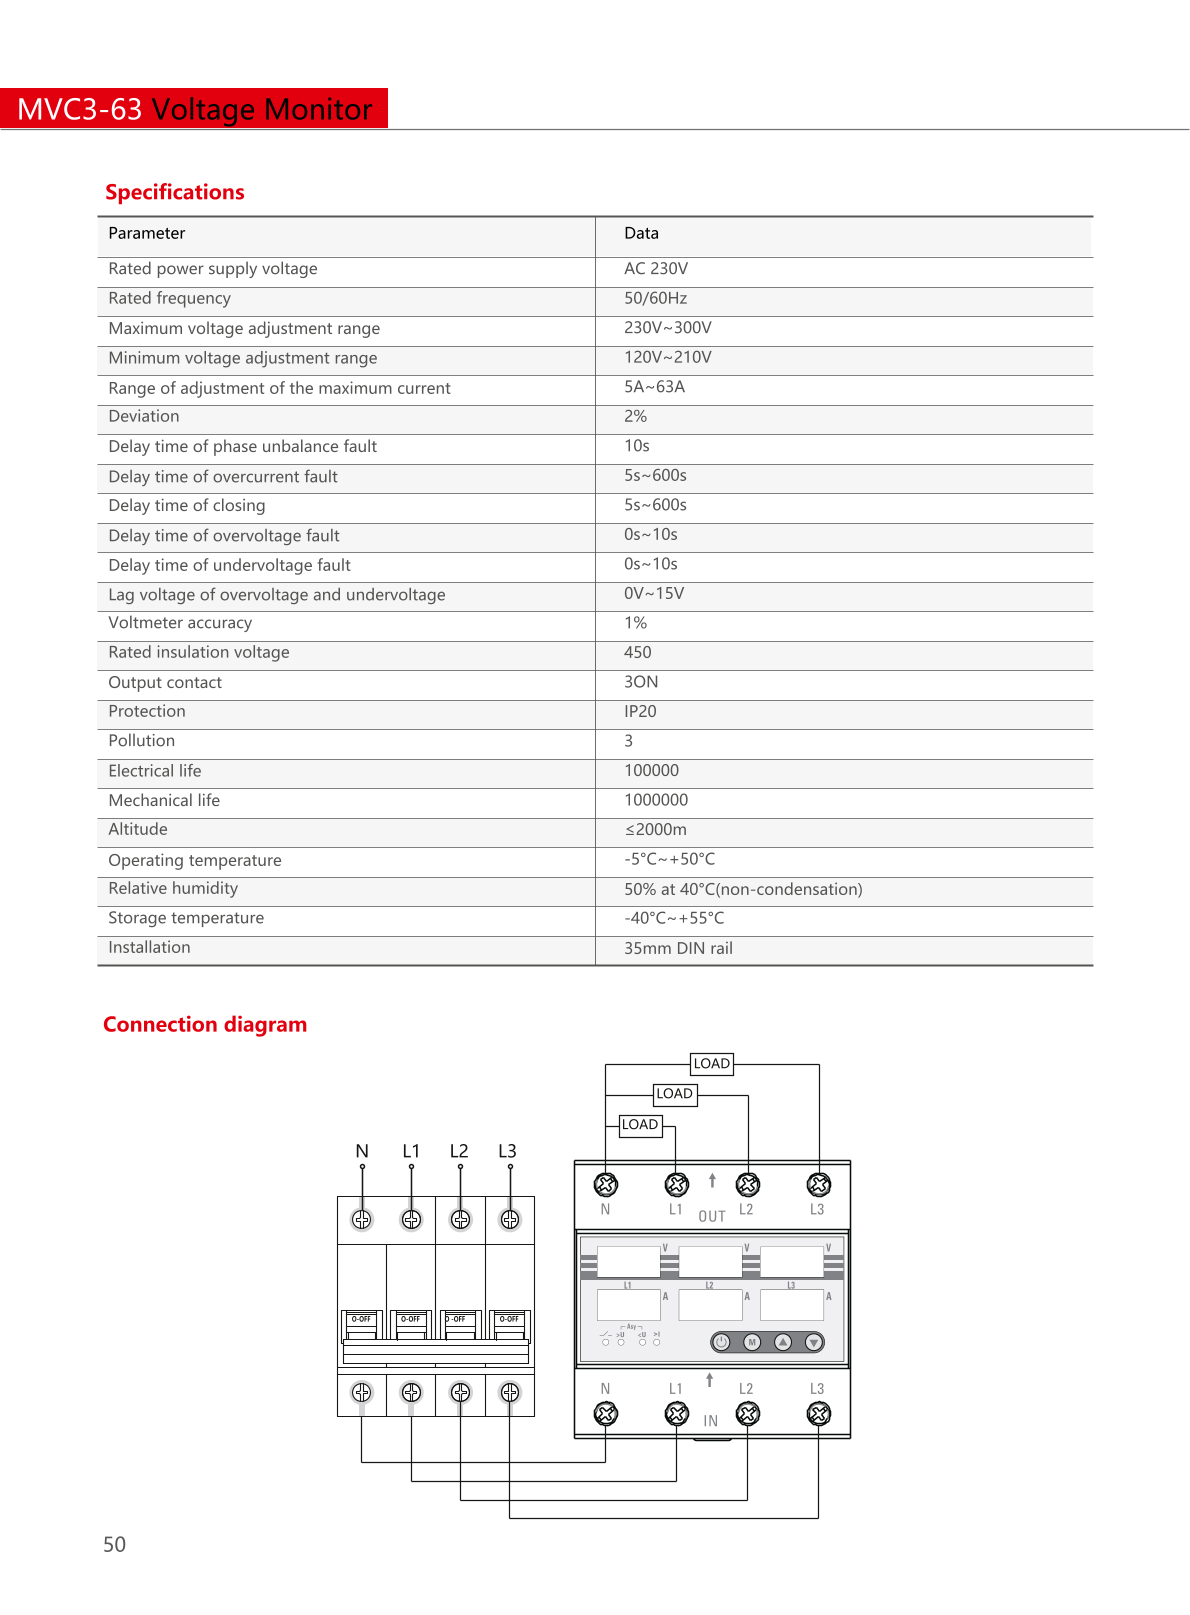 MVC3-63 Voltage Monitor
Specifications
Parameter Data
Rated power supply voltage AC 230V
Rated frequency 50/60Hz
Maximum voltage adjustment range 230V~300V
Minimum voltage adjustment range 120V~210V
Range of adjustment of the maximum current 5A~63A
Deviation 2%
Delay time of phase unbalance fault 10s
Delay time of overcurrent fault 5s~600s
Delay time of closing 5s~600s
Delay time of overvoltage fault 0s~10s
Delay time of undervoltage fault 0s~10s
Lag voltage of overvoltage and undervoltage 0V~15V
Voltmeter accuracy 1%
Rated insulation voltage 450
Output contact 3ON
Protection IP20
Pollution 3
Electrical life 100000
Mechanical life 1000000
Altitude ≤2000m
Operating temperature -5°C~+50°C
Relative humidity 50% at 40°C(non-condensation)
Storage temperature -40°C~+55°C
Installation 35mm DIN rail
Connection diagram
LOAD
LOAD
LOAD
N L1 L2 L3
N L1 OUT L2 L3
V V V
L1 L2 L3
A A A
O-OFF O-OFF O-OFF O-OFF
Asy
>U <U >I
M
N L1 L2 L3
IN
50